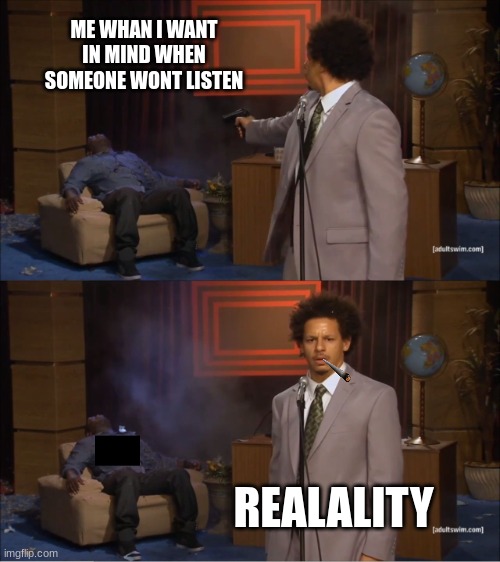 ME WHAN I WANT
IN MIND WHEN
SOMEONE WONT LISTEN
[adultswim.com]
REALALITY
[adultswim.com]
imgflip.com